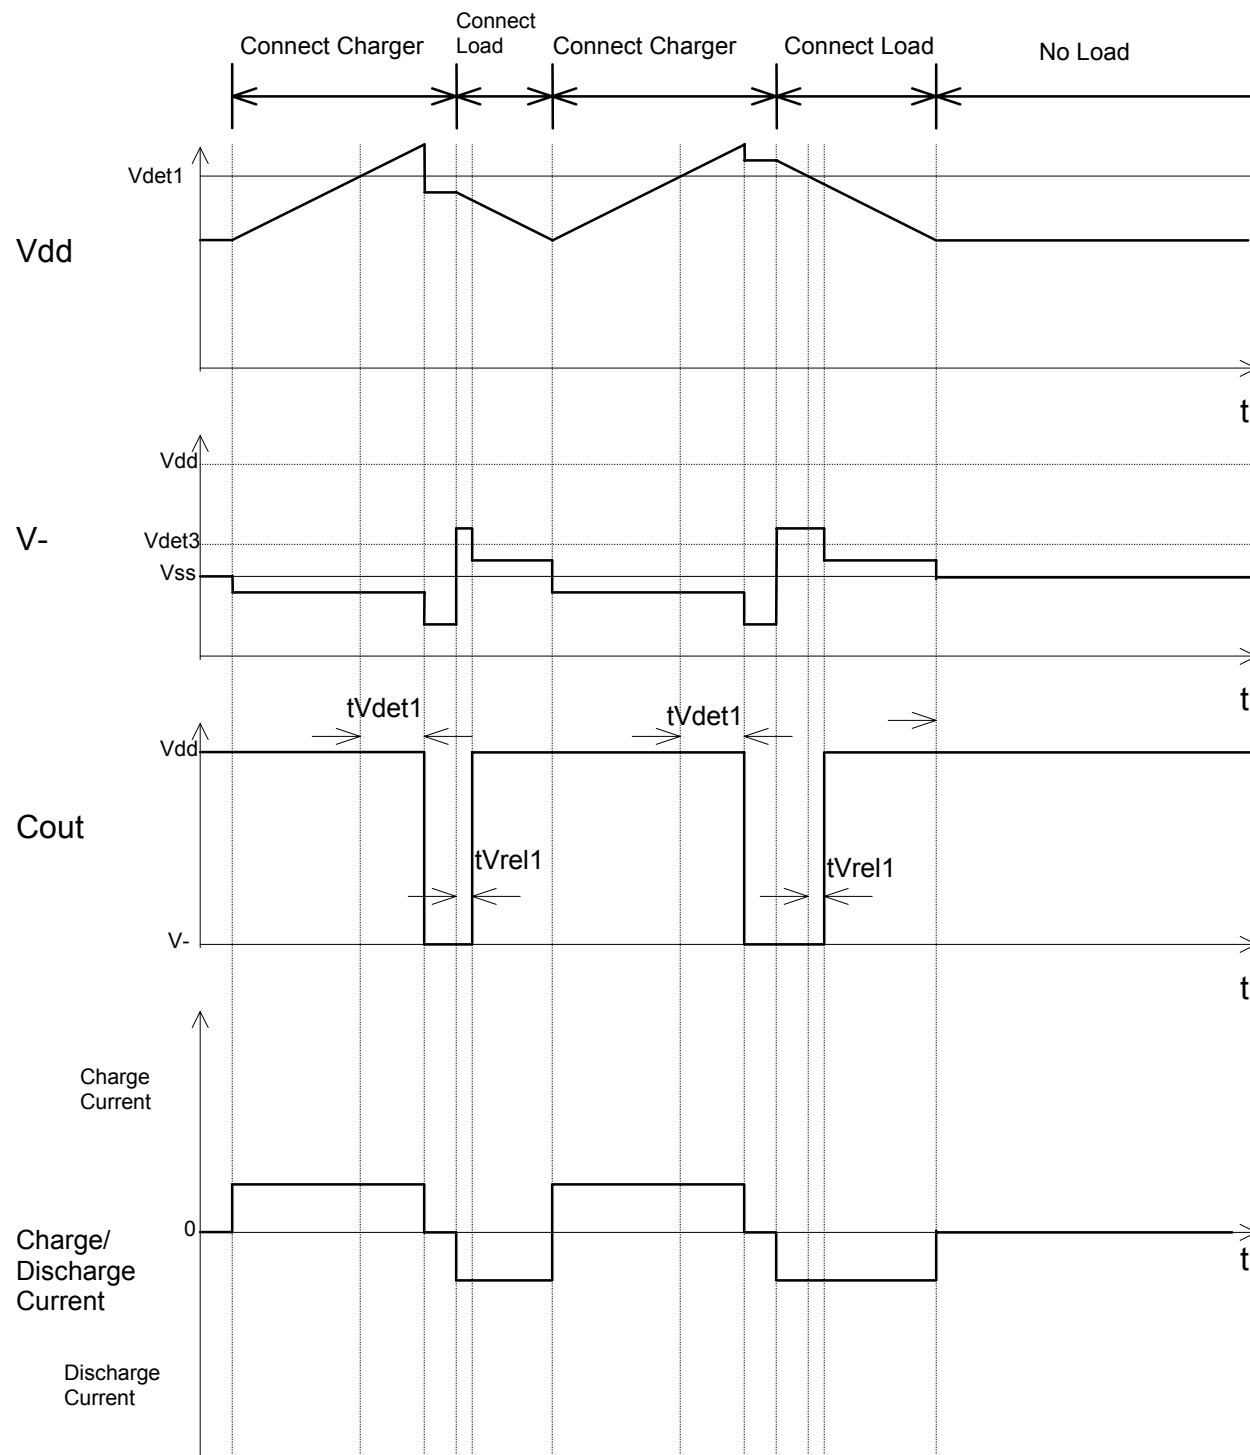 Connect
Load
Connect Charger
Connect Charger
Connect Load
No Load
Vdet1
Vdd
t
Vdd
V-
Vdet3
Vss
t
tVdet1
tVdet1
Vdd
Cout
tVrel1
tVrel1
V-
t
Charge
Current
0
Charge/
Discharge
Current
t
Discharge
Current